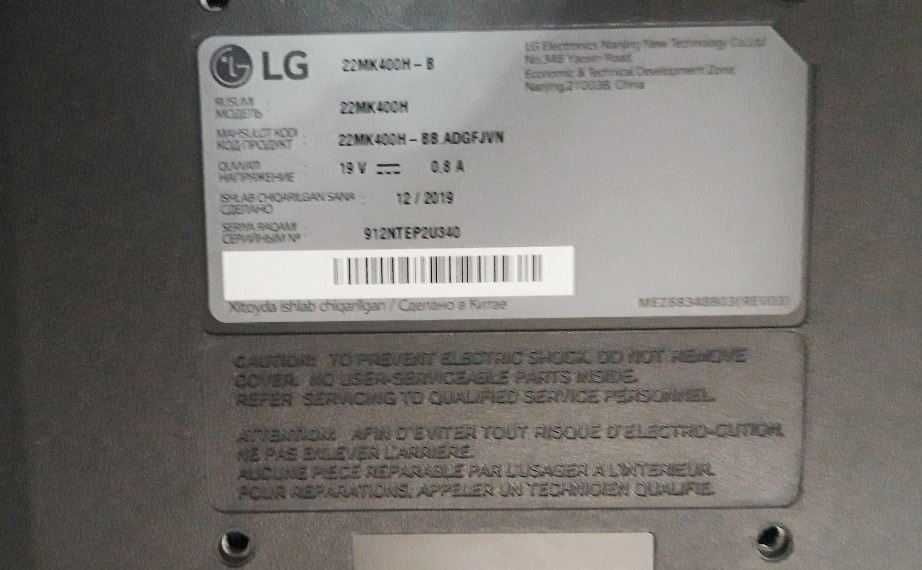 LG
22MK400H-B
LG Electronics Nanjing New Technology Co.,Ltd
No.346 Yaoxin Road
Economic & Technical Development Zone
Nanjing,210038, China
RUSUMI :
МОДЕЛЬ
22MK400H
MAHSULOT KODI :
КОД ПРОДУКТ
22MK400H-BB.ADGFJVN
QUVVATI :
НАПРЯЖЕНИЕ
19 V ⎓ 0.8 A
ISHLAB CHIQARILGAN SANA :
СДЕЛАНО
12 / 2019
SERIYA RAQAMI :
СЕРИЙНЫМ №
912NTEP2U340
Xitoyda ishlab chiqarilgan / Сделано в Китае
MEZ68348803(REV03)
CAUTION: TO PREVENT ELECTRIC SHOCK, DO NOT REMOVE
COVER. NO USER-SERVICEABLE PARTS INSIDE.
REFER SERVICING TO QUALIFIED SERVICE PERSONNEL.
ATTENTION: AFIN D'EVITER TOUT RISQUE D'ELECTRO-CUTION,
NE PAS ENLEVER L'ARRIERE.
AUCUNE PIECE REPARABLE PAR L'USAGER A L'INTERIEUR.
POUR REPARATIONS, APPELER UN TECHNICIEN QUALIFIE.